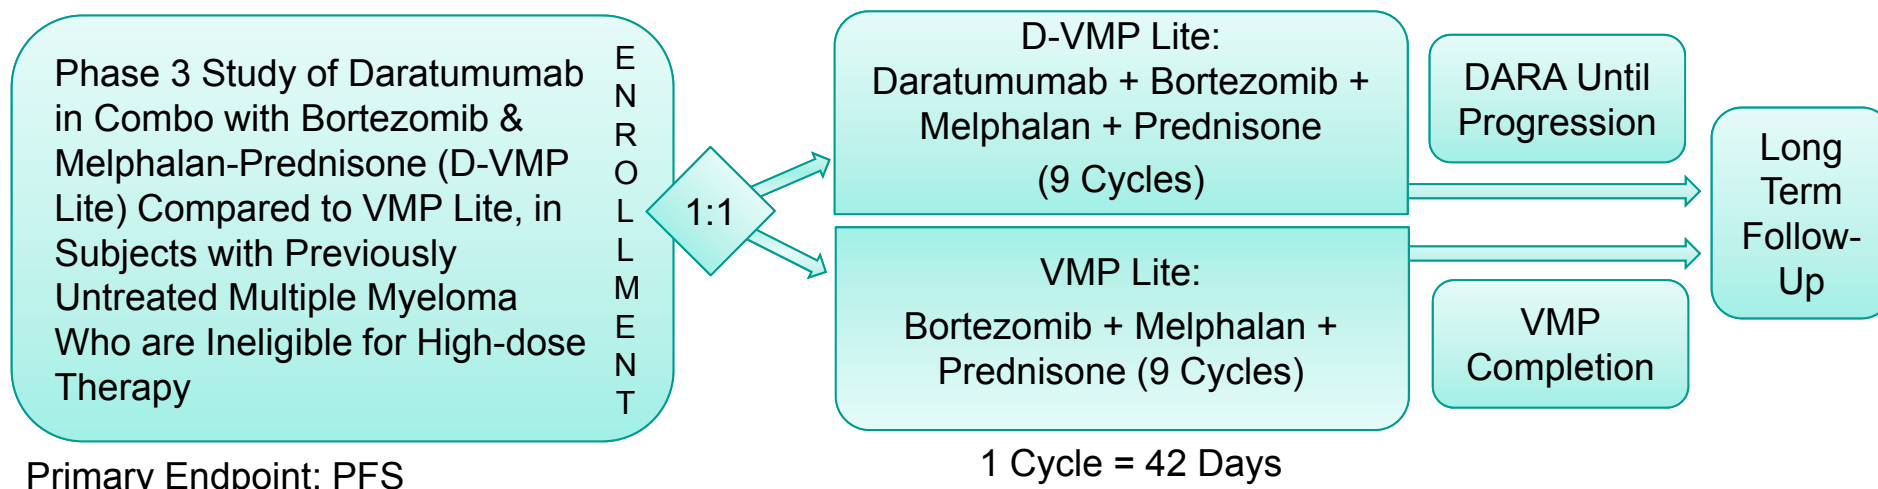 Phase 3 Study of Daratumumab
in Combo with Bortezomib &
Melphalan-Prednisone (D-VMP
Lite) Compared to VMP Lite, in
Subjects with Previously
Untreated Multiple Myeloma
Who are Ineligible for High-dose
Therapy
ENROLLMENT
1:1
D-VMP Lite:
Daratumumab + Bortezomib +
Melphalan + Prednisone
(9 Cycles)
VMP Lite:
Bortezomib + Melphalan +
Prednisone (9 Cycles)
DARA Until
Progression
VMP
Completion
Long
Term
Follow-
Up
Primary Endpoint: PFS
1 Cycle = 42 Days